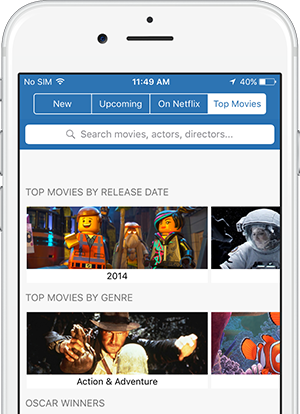 No SIM 11:49 AM 40%
New Upcoming On Netflix Top Movies
Search movies, actors, directors...
TOP MOVIES BY RELEASE DATE
2014
TOP MOVIES BY GENRE
Action & Adventure
OSCAR WINNERS